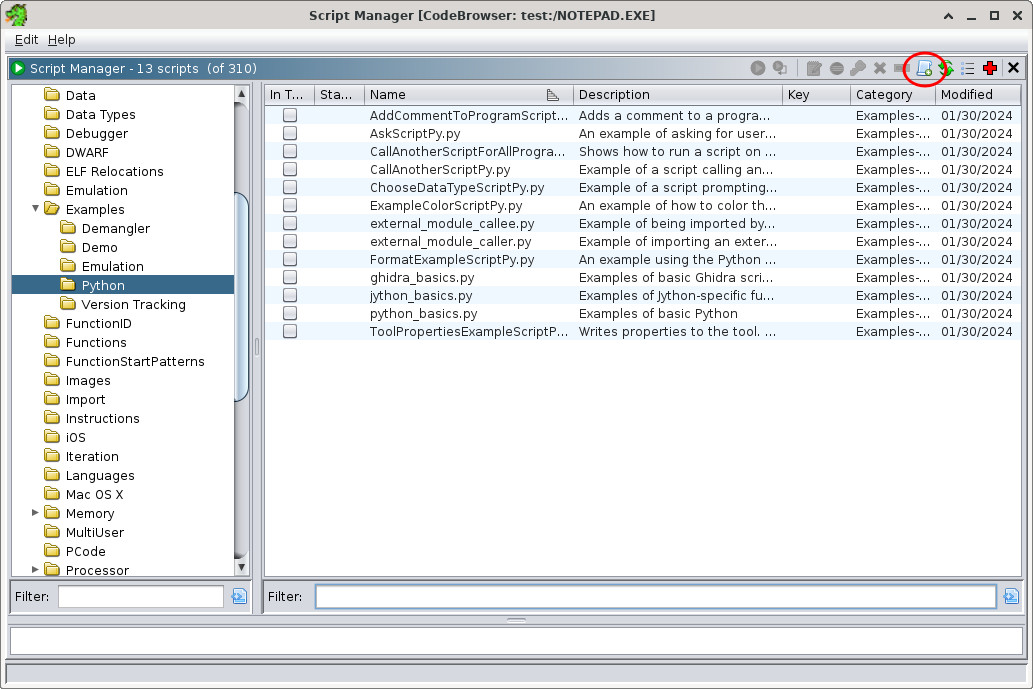 Script Manager [CodeBrowser: test:/NOTEPAD.EXE]
Edit Help
Script Manager - 13 scripts (of 310)
Data
Data Types
Debugger
DWARF
ELF Relocations
Emulation
Examples
Demangler
Demo
Emulation
Python
Version Tracking
FunctionID
Functions
FunctionStartPatterns
Images
Import
Instructions
iOS
Iteration
Languages
Mac OS X
Memory
MultiUser
PCode
Processor
Filter:
In T... Sta... Name Description Key Category Modified
AddCommentToProgramScript... Adds a comment to a progra... Examples-... 01/30/2024
AskScriptPy.py An example of asking for user... Examples-... 01/30/2024
CallAnotherScriptForAllProgra... Shows how to run a script on ... Examples-... 01/30/2024
CallAnotherScriptPy.py Example of a script calling an... Examples-... 01/30/2024
ChooseDataTypeScriptPy.py Example of a script prompting... Examples-... 01/30/2024
ExampleColorScriptPy.py An example of how to color th... Examples-... 01/30/2024
external_module_callee.py Example of being imported by... Examples-... 01/30/2024
external_module_caller.py Example of importing an exter... Examples-... 01/30/2024
FormatExampleScriptPy.py An example using the Python ... Examples-... 01/30/2024
ghidra_basics.py Examples of basic Ghidra scri... Examples-... 01/30/2024
jython_basics.py Examples of Jython-specific fu... Examples-... 01/30/2024
python_basics.py Examples of basic Python Examples-... 01/30/2024
ToolPropertiesExampleScriptP... Writes properties to the tool. ... Examples-... 01/30/2024
Filter: